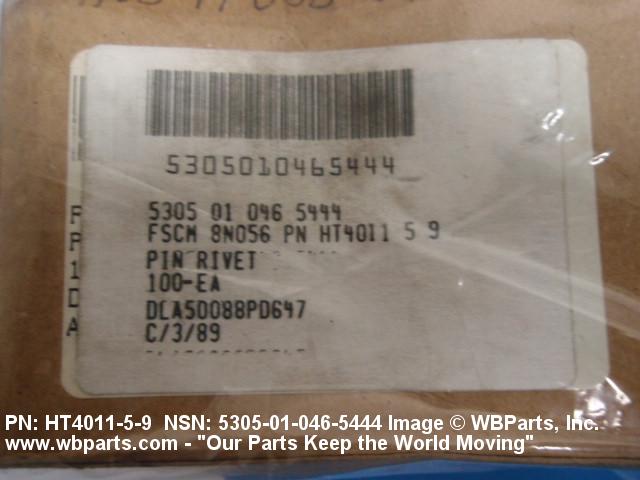 5305010465444
5305 01 046 5444
FSCM 8N056 PN HT4011 5 9
PIN RIVET
100-EA
DLA50088PD647
C/3/89
F
P
1
D
A
PN: HT4011-5-9 NSN: 5305-01-046-5444 Image © WBParts, Inc.
www.wbparts.com - "Our Parts Keep the World Moving"